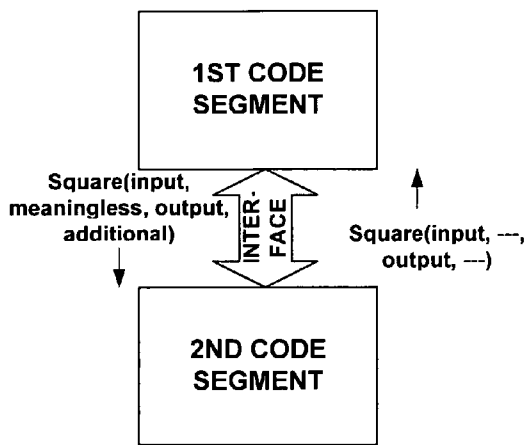 1ST CODE
SEGMENT
Square(input,
meaningless, output,
additional)
INTER-
FACE
Square(input, ---,
output, ---)
2ND CODE
SEGMENT